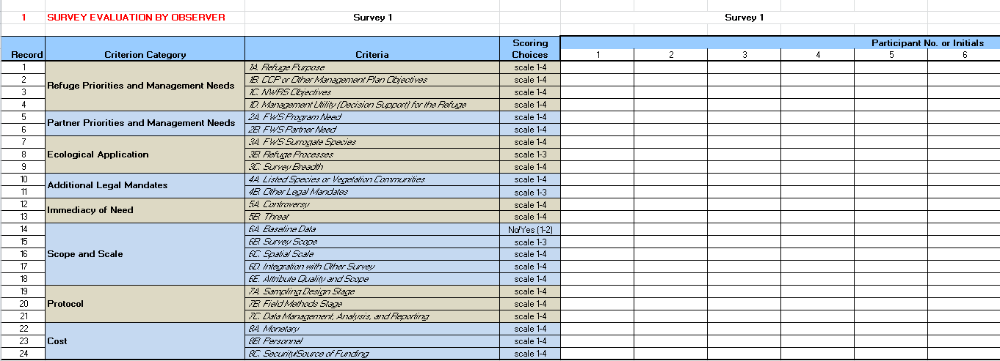 1 SURVEY EVALUATION BY OBSERVER Survey 1 Survey 1
Scoring Participant No. or Initials
Record Criterion Category Criteria Choices 1 2 3 4 5 6
1 1A. Refuge Purpose scale 1-4
2 1B. CCP or Other Management Plan Objectives scale 1-4
Refuge Priorities and Management Needs
3 1C. NWRS Objectives scale 1-4
4 1D. Management Utility (Decision Support) for the Refuge scale 1-4
5 2A. FWS Program Need scale 1-4
Partner Priorities and Management Needs
6 2B. FWS Partner Need scale 1-4
7 3A. FWS Surrogate Species scale 1-4
8 Ecological Application 3B. Refuge Processes scale 1-3
9 3C. Survey Breadth scale 1-4
10 4A. Listed Species or Vegetation Communities scale 1-4
Additional Legal Mandates
11 4B. Other Legal Mandates scale 1-3
12 5A. Controversy scale 1-4
Immediacy of Need
13 5B. Threat scale 1-4
14 6A. Baseline Data No/Yes (1-2)
15 6B. Survey Scope scale 1-3
16 Scope and Scale 6C. Spatial Scale scale 1-4
17 6D. Integration with Other Survey scale 1-4
18 6E. Attribute Quality and Scope scale 1-4
19 7A. Sampling Design Stage scale 1-4
20 Protocol 7B. Field Methods Stage scale 1-4
21 7C. Data Management, Analysis, and Reporting scale 1-4
22 8A. Monetary scale 1-4
23 Cost 8B. Personnel scale 1-4
24 8C. Security/Source of Funding scale 1-4